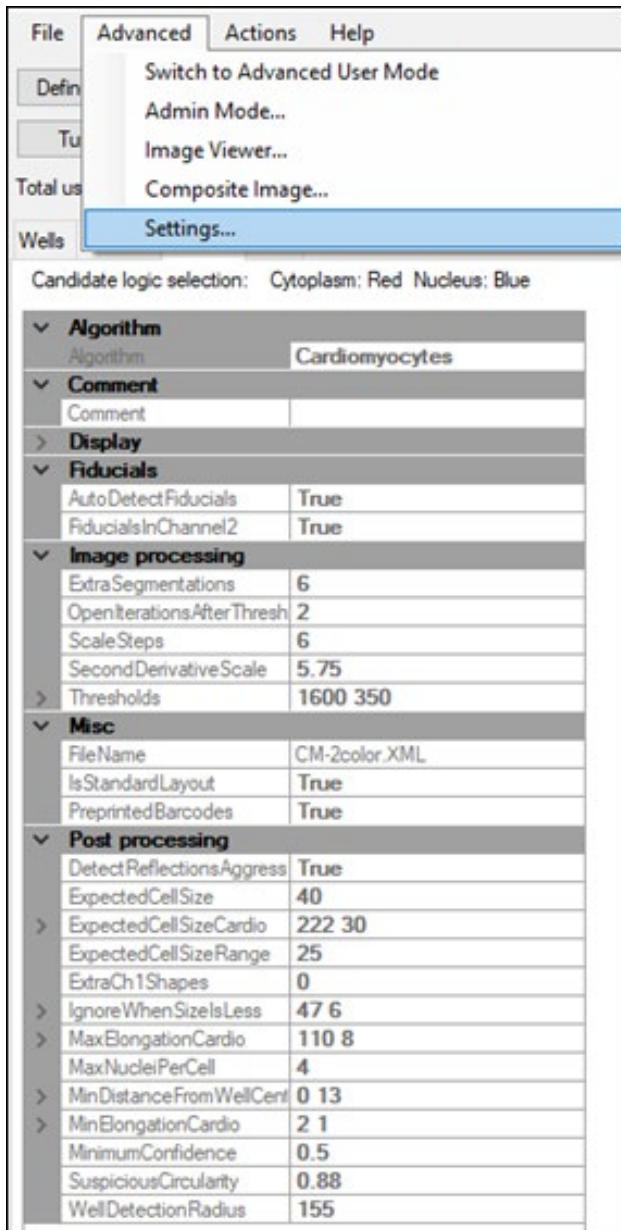 File Advanced Actions Help
Switch to Advanced User Mode
Defin
Admin Mode...
Tu
Image Viewer...
Total us
Composite Image...
Wells
Settings...
Candidate logic selection: Cytoplasm: Red Nucleus: Blue
Algorithm
Algorithm Cardiomyocytes
Comment
Comment
Display
Fiducials
AutoDetectFiducials True
FiducialsInChannel2 True
Image processing
ExtraSegmentations 6
OpenIterationsAfterThresh 2
ScaleSteps 6
SecondDerivativeScale 5.75
Thresholds 1600 350
Misc
FileName CM-2color.XML
IsStandardLayout True
PreprintedBarcodes True
Post processing
DetectReflectionsAggress True
ExpectedCellSize 40
ExpectedCellSizeCardio 222 30
ExpectedCellSizeRange 25
ExtraCh1Shapes 0
IgnoreWhenSizeIsLess 47 6
MaxElongationCardio 110 8
MaxNucleiPerCell 4
MinDistanceFromWellCent 0 13
MinElongationCardio 2 1
MinimumConfidence 0.5
SuspiciousCircularity 0.88
WellDetectionRadius 155